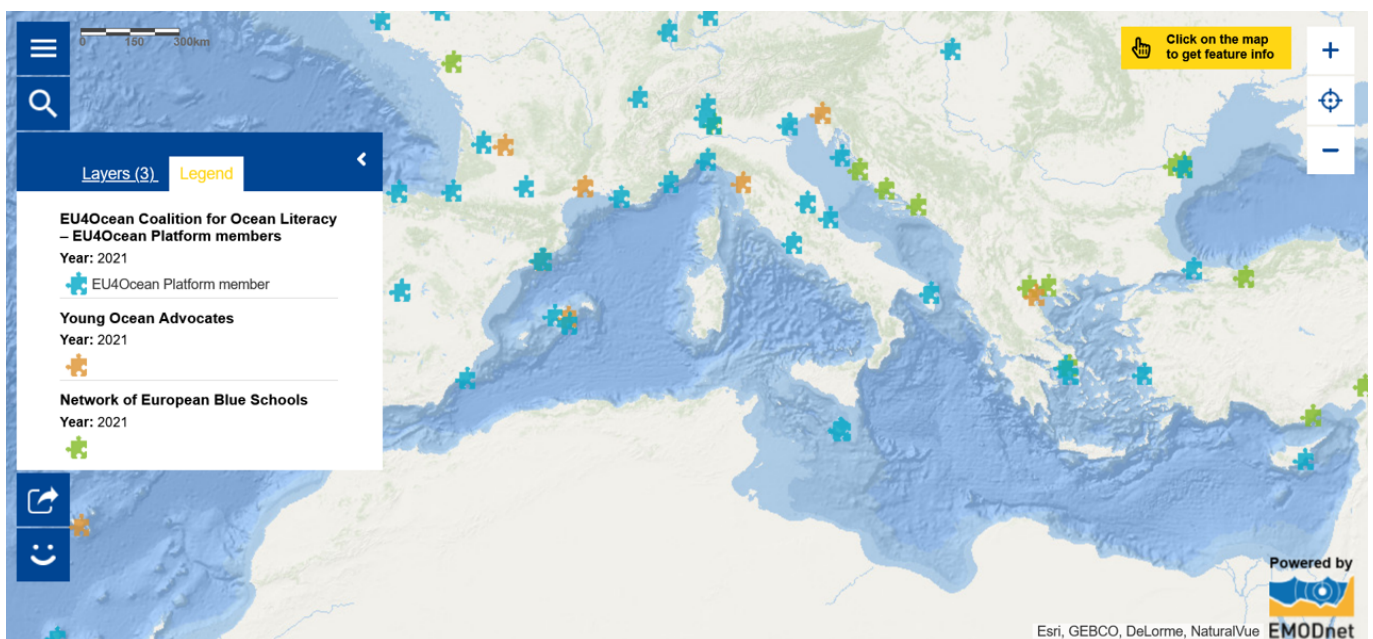 0 150 300km
Click on the map
to get feature info
Layers (3)
Legend
EU4Ocean Coalition for Ocean Literacy
– EU4Ocean Platform members
Year: 2021
EU4Ocean Platform member
Young Ocean Advocates
Year: 2021
Network of European Blue Schools
Year: 2021
Powered by
EMODnet
Esri, GEBCO, DeLorme, NaturalVue